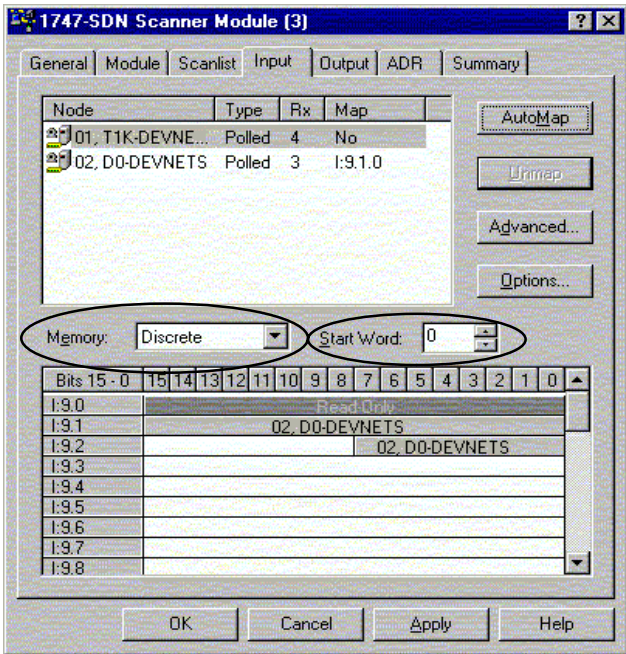 1747-SDN Scanner Module (3)
General Module Scanlist Input Output ADR Summary
Node Type Rx Map
01, T1K-DEVNE... Polled 4 No
02, D0-DEVNETS Polled 3 I:9.1.0
AutoMap
Unmap
Advanced...
Options...
Memory: Discrete Start Word: 0
Bits 15 - 0 15 14 13 12 11 10 9 8 7 6 5 4 3 2 1 0
I:9.0 Read-Only
I:9.1 02, D0-DEVNETS
I:9.2 02, D0-DEVNETS
I:9.3
I:9.4
I:9.5
I:9.6
I:9.7
I:9.8
OK Cancel Apply Help